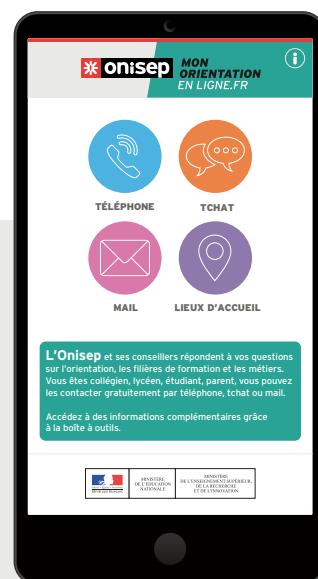 onisep
MON
ORIENTATION
EN LIGNE.FR
i
TÉLÉPHONE
TCHAT
MAIL
LIEUX D'ACCUEIL
L'Onisep et ses conseillers répondent à vos questions
sur l'orientation, les filières de formation et les métiers.
Vous êtes collégien, lycéen, étudiant, parent, vous pouvez
les contacter gratuitement par téléphone, tchat ou mail.
Accédez à des informations complémentaires grâce
à la boîte à outils.
RÉPUBLIQUE FRANÇAISE
MINISTÈRE
DE L'ÉDUCATION
NATIONALE
MINISTÈRE
DE L'ENSEIGNEMENT SUPÉRIEUR,
DE LA RECHERCHE
ET DE L'INNOVATION